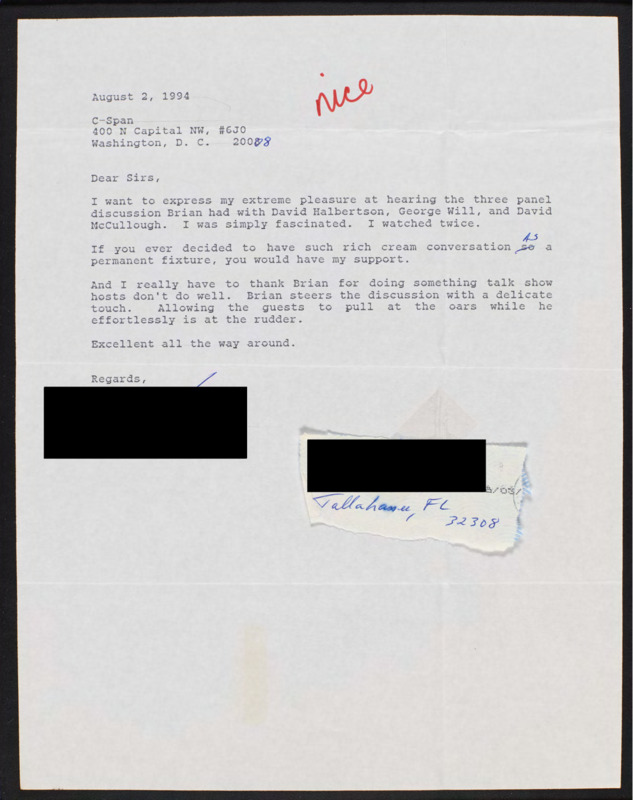 nice
August 2, 1994
C-Span
400 N Capital NW, #6J0
Washington, D. C. 20008
Dear Sirs,
I want to express my extreme pleasure at hearing the three panel
discussion Brian had with David Halbertson, George Will, and David
McCullough. I was simply fascinated. I watched twice.
AS
If you ever decided to have such rich cream conversation so a
permanent fixture, you would have my support.
And I really have to thank Brian for doing something talk show
hosts don't do well. Brian steers the discussion with a delicate
touch. Allowing the guests to pull at the oars while he
effortlessly is at the rudder.
Excellent all the way around.
Regards,
Tallahassee, FL
32308